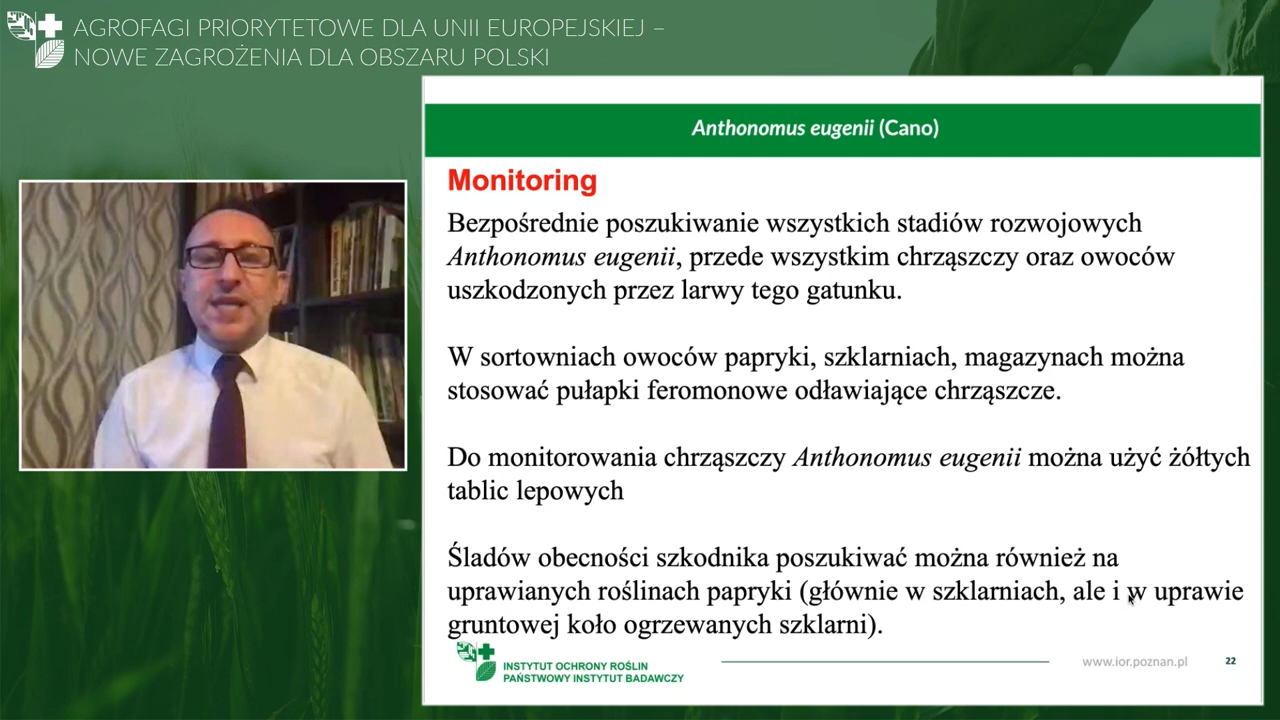 AGROFAGI PRIORYTETOWE DLA UNII EUROPEJSKIEJ –
NOWE ZAGROŻENIA DLA OBSZARU POLSKI
Anthonomus eugenii (Cano)
Monitoring
Bezpośrednie poszukiwanie wszystkich stadiów rozwojowych
Anthonomus eugenii, przede wszystkim chrząszczy oraz owoców
uszkodzonych przez larwy tego gatunku.
W sortowniach owoców papryki, szklarniach, magazynach można
stosować pułapki feromonowe odławiające chrząszcze.
Do monitorowania chrząszczy Anthonomus eugenii można użyć żółtych
tablic lepowych
Śladów obecności szkodnika poszukiwać można również na
uprawianych roślinach papryki (głównie w szklarniach, ale i w uprawie
gruntowej koło ogrzewanych szklarni).
INSTYTUT OCHRONY ROŚLIN
PAŃSTWOWY INSTYTUT BADAWCZY
www.ior.poznan.pl
22